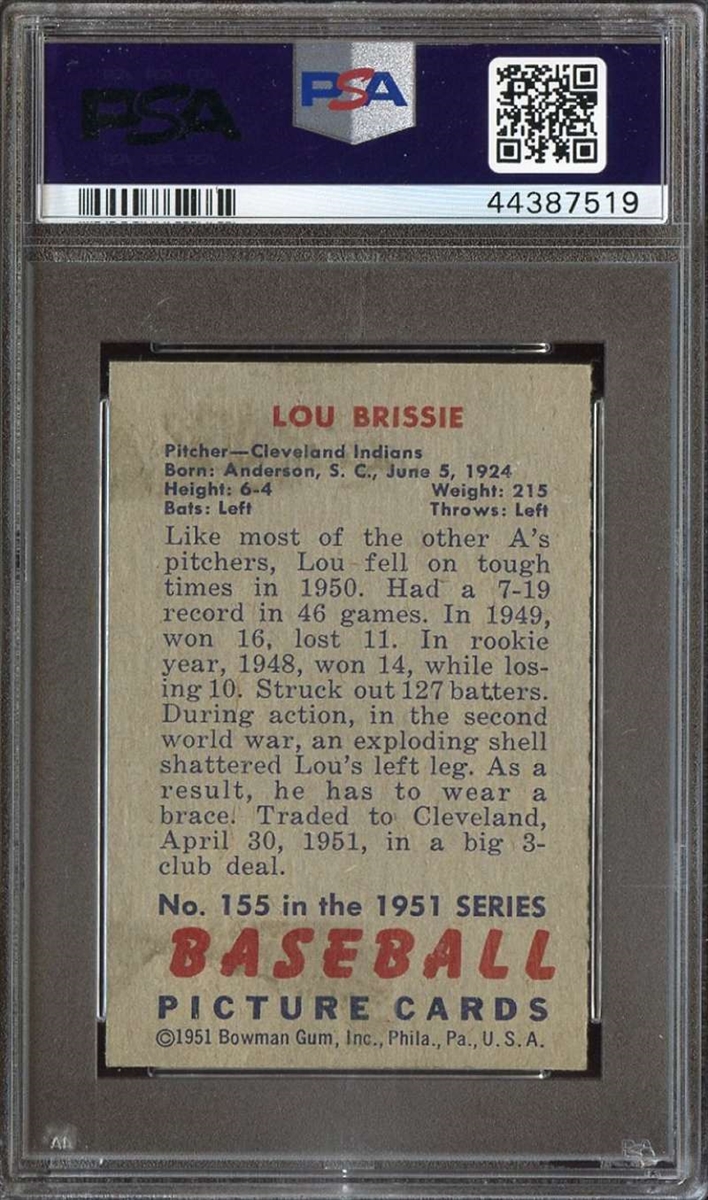 PSA
PSA
44387519
LOU BRISSIE
Pitcher—Cleveland Indians
Born: Anderson, S. C., June 5, 1924
Height: 6-4 Weight: 215
Bats: Left Throws: Left
Like most of the other A's
pitchers, Lou fell on tough
times in 1950. Had a 7-19
record in 46 games. In 1949,
won 16, lost 11. In rookie
year, 1948, won 14, while los-
ing 10. Struck out 127 batters.
During action, in the second
world war, an exploding shell
shattered Lou's left leg. As a
result, he has to wear a
brace. Traded to Cleveland,
April 30, 1951, in a big 3-
club deal.
No. 155 in the 1951 SERIES
BASEBALL
PICTURE CARDS
©1951 Bowman Gum, Inc., Phila., Pa., U. S. A.
PSA